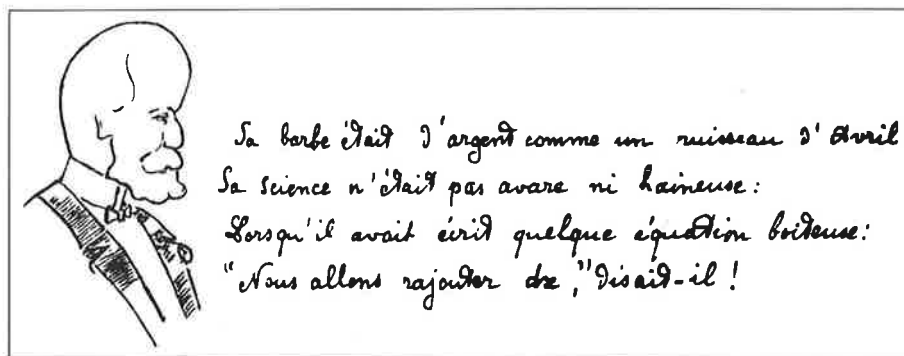 Sa barbe était d'argent comme un ruisseau d'Avril
Sa science n'était pas avare ni haineuse:
Lorsqu'il avait écrit quelque équation boiteuse:
"Nous allons rajouter dx," disait-il!